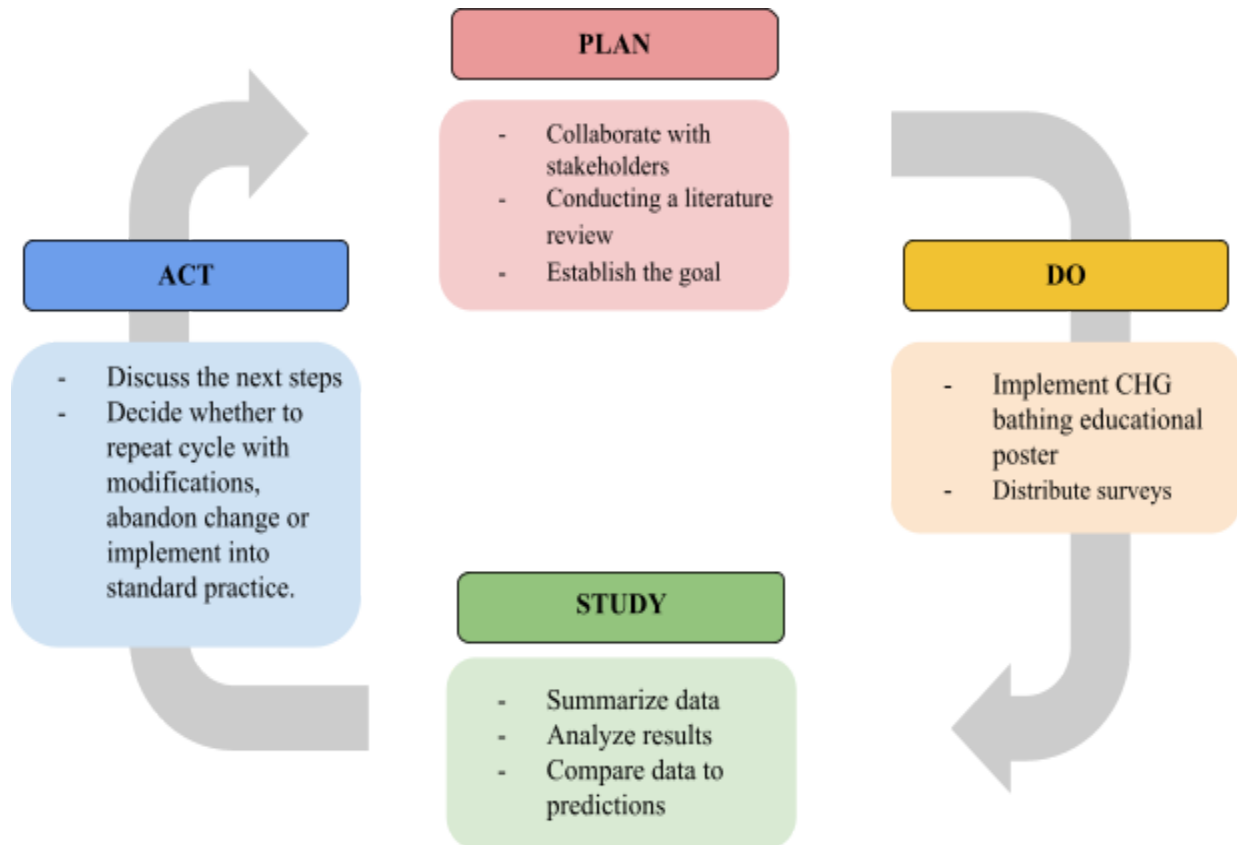 PLAN
- Collaborate with
stakeholders
- Conducting a literature
review
- Establish the goal
DO
- Implement CHG
bathing educational
poster
- Distribute surveys
STUDY
- Summarize data
- Analyze results
- Compare data to
predictions
ACT
- Discuss the next steps
- Decide whether to
repeat cycle with
modifications,
abandon change or
implement into
standard practice.